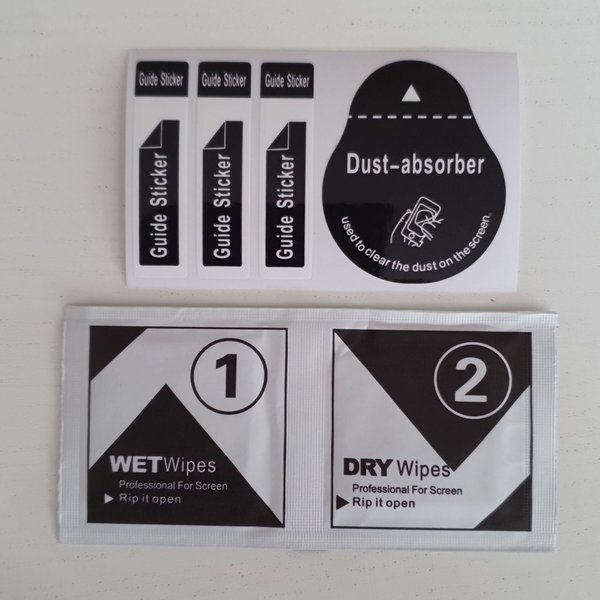 Guide Sticker
Guide Sticker
Guide Sticker
Guide Sticker
Guide Sticker
Guide Sticker
Dust-absorber
used to clear the dust on the screen.
1
WET Wipes
Professional For Screen
Rip it open
2
DRY Wipes
Professional For Screen
Rip it open